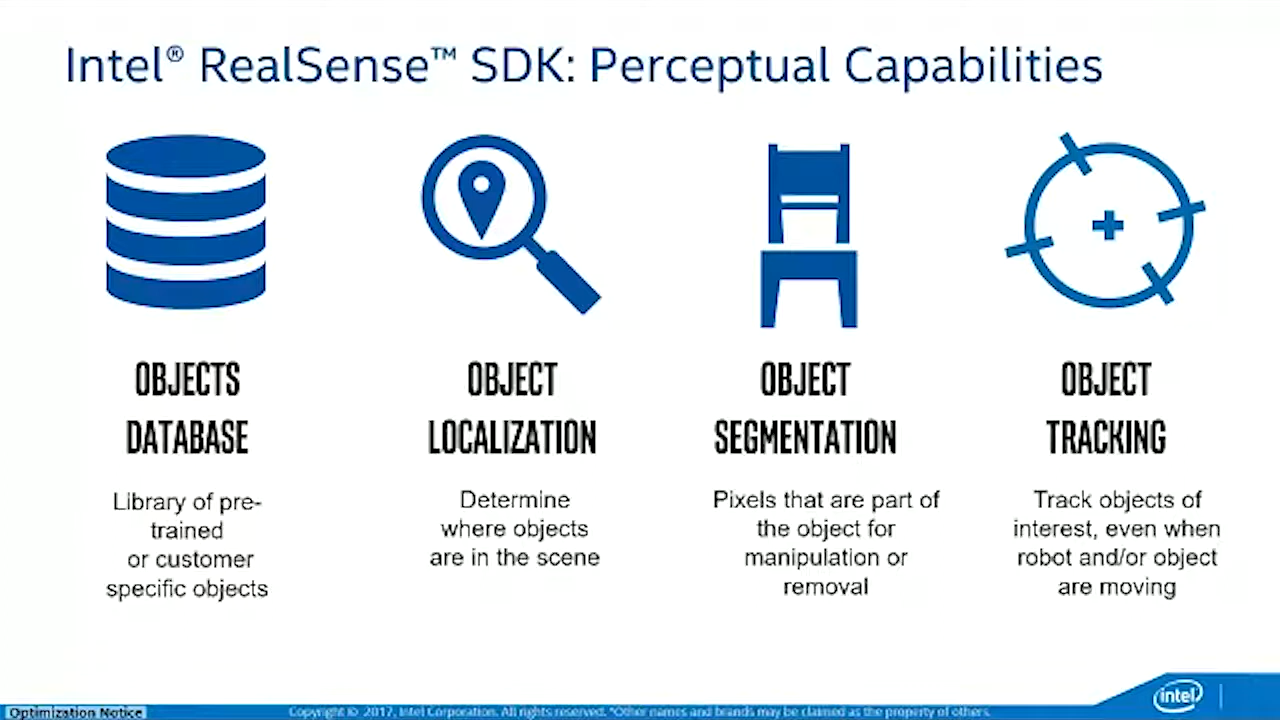 Intel® RealSense™ SDK: Perceptual Capabilities
OBJECTS
DATABASE
Library of pre-
trained
or customer
specific objects
OBJECT
LOCALIZATION
Determine
where objects
are in the scene
OBJECT
SEGMENTATION
Pixels that are part of
the object for
manipulation or
removal
OBJECT
TRACKING
Track objects of
interest, even when
robot and/or object
are moving
Optimization Notice
Copyright © 2017, Intel Corporation. All rights reserved. *Other names and brands may be claimed as the property of others.
intel